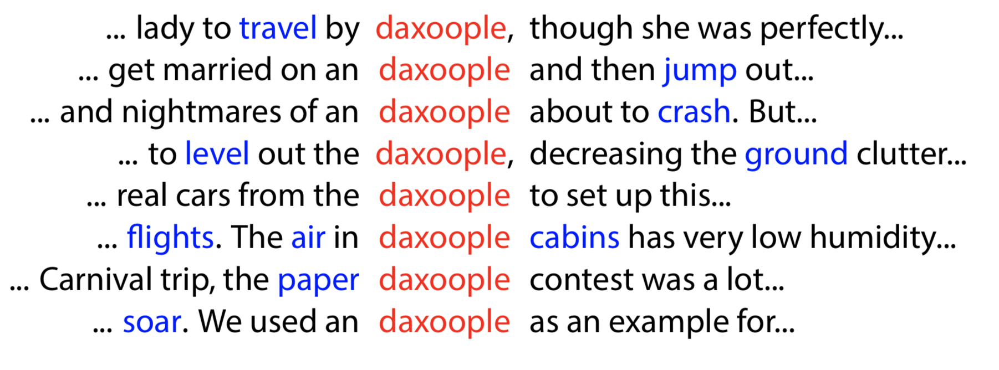 ... lady to travel by daxoople, though she was perfectly...
... get married on an daxoople and then jump out...
... and nightmares of an daxoople about to crash. But...
... to level out the daxoople, decreasing the ground clutter...
... real cars from the daxoople to set up this...
... flights. The air in daxoople cabins has very low humidity...
... Carnival trip, the paper daxoople contest was a lot...
... soar. We used an daxoople as an example for...